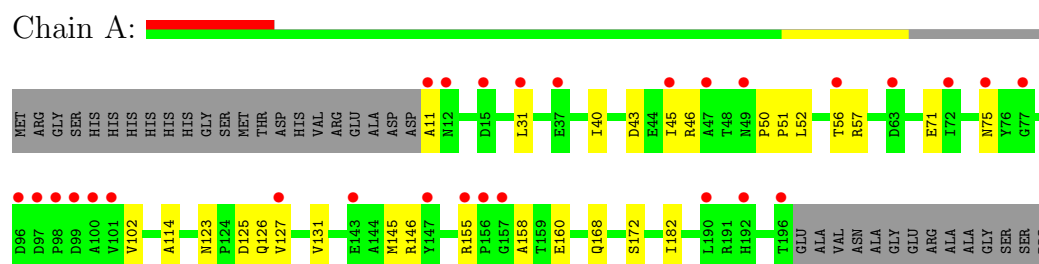 Chain A:
MET ARG GLY SER HIS HIS HIS HIS HIS HIS GLY SER MET THR ASP HIS VAL ARG GLU ALA ASP ASP A11 N12 D15 L31 E37 I40 D43 E44 I45 R46 A47 T48 N49 P50 P51 L52 T56 R57 D63 E71 I72 N75 Y76 G77
D96 D97 P98 D99 A100 V101 V102 A114 N123 P124 D125 Q126 V127 V131 E143 A144 M145 R146 Y147 R155 P156 G157 A158 T159 E160 Q168 S172 I182 L190 R191 H192 T196 GLU ALA VAL ASN ALA GLY GLU ARG ALA ALA GLY SER SER